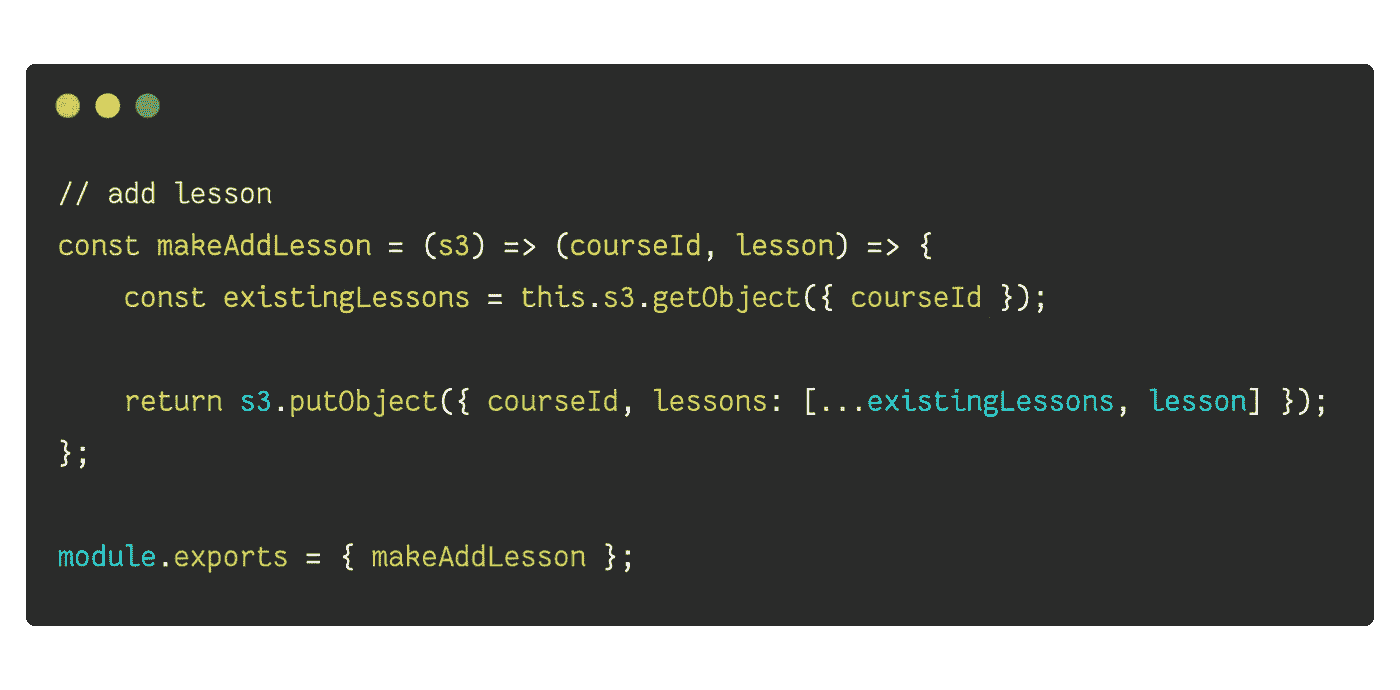 // add lesson
const makeAddLesson = (s3) => (courseId, lesson) => {
    const existingLessons = this.s3.getObject({ courseId });

    return s3.putObject({ courseId, lessons: [...existingLessons, lesson] });
};

module.exports = { makeAddLesson };